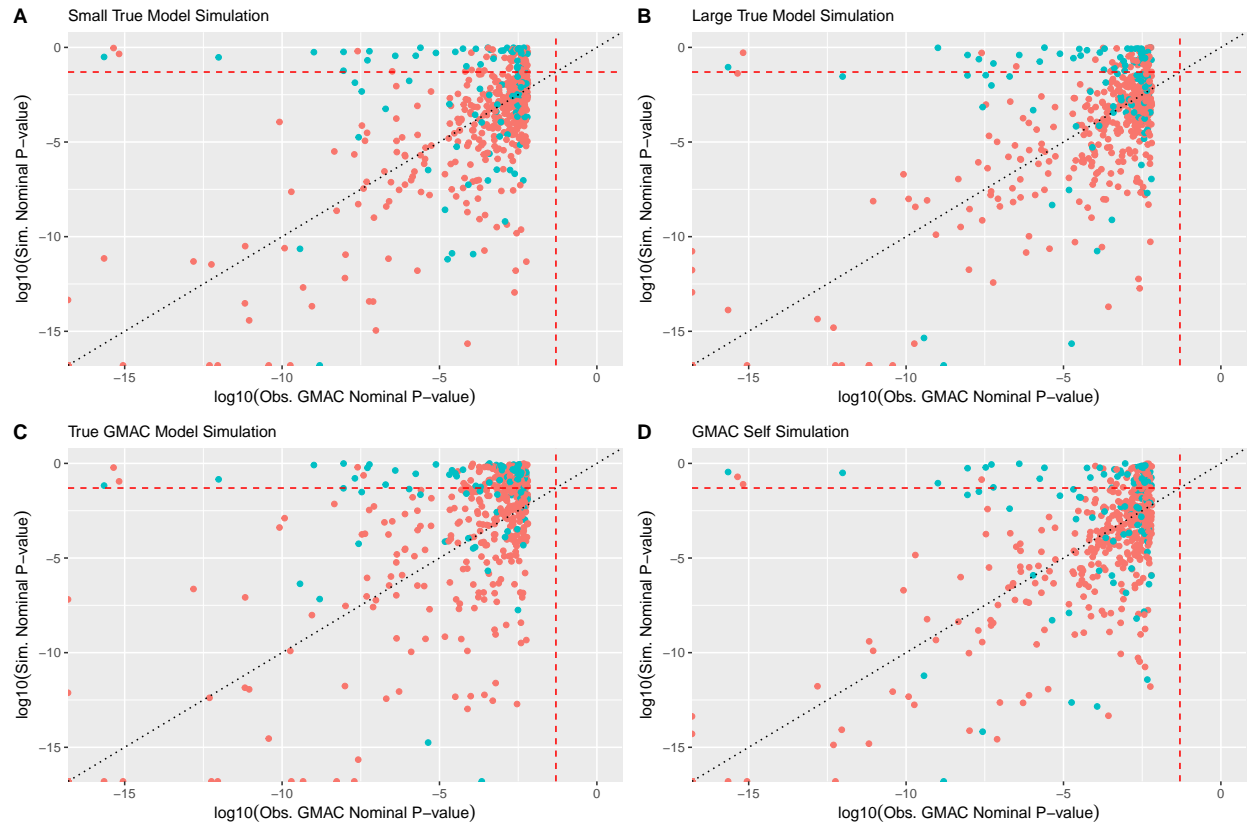 A Small True Model Simulation
0
−5
−10
−15
log10(Sim. Nominal P−value)
−15 −10 −5 0
log10(Obs. GMAC Nominal P−value)
B Large True Model Simulation
0
−5
−10
−15
log10(Sim. Nominal P−value)
−15 −10 −5 0
log10(Obs. GMAC Nominal P−value)
C True GMAC Model Simulation
0
−5
−10
−15
log10(Sim. Nominal P−value)
−15 −10 −5 0
log10(Obs. GMAC Nominal P−value)
D GMAC Self Simulation
0
−5
−10
−15
log10(Sim. Nominal P−value)
−15 −10 −5 0
log10(Obs. GMAC Nominal P−value)